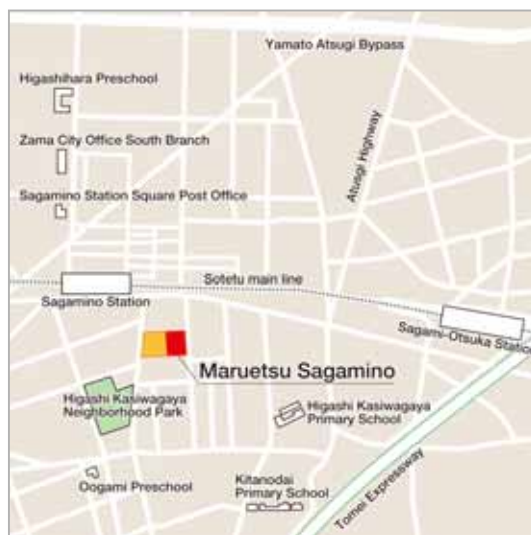 Yamato Atsugi Bypass
Higashihara Preschool
Atusgi Highway
Zama City Office South Branch
Sagamino Station Square Post Office
Sotetu main line
Sagamino Station
Sagami-Otsuka Station
Maruetsu Sagamino
Higashi Kasiwagaya
Neighborhood Park
Higashi Kasiwagaya
Primary School
Oogami Preschool
Kitanodai
Primary School
Tomei Expressway